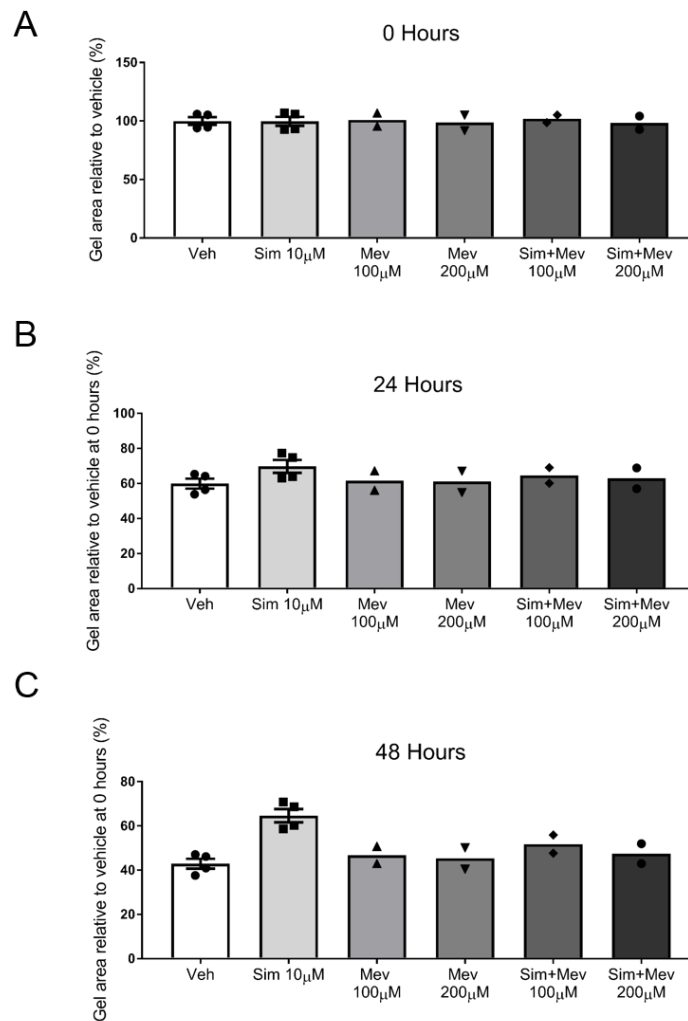 A
0 Hours
Gel area relative to vehicle (%)
150
100
50
0
Veh
Sim 10μM
Mev
100μM
Mev
200μM
Sim+Mev
100μM
Sim+Mev
200μM
B
24 Hours
Gel area relative to vehicle at 0 hours (%)
100
80
60
40
20
0
Veh
Sim 10μM
Mev
100μM
Mev
200μM
Sim+Mev
100μM
Sim+Mev
200μM
C
48 Hours
Gel area relative to vehicle at 0 hours (%)
80
60
40
20
0
Veh
Sim 10μM
Mev
100μM
Mev
200μM
Sim+Mev
100μM
Sim+Mev
200μM